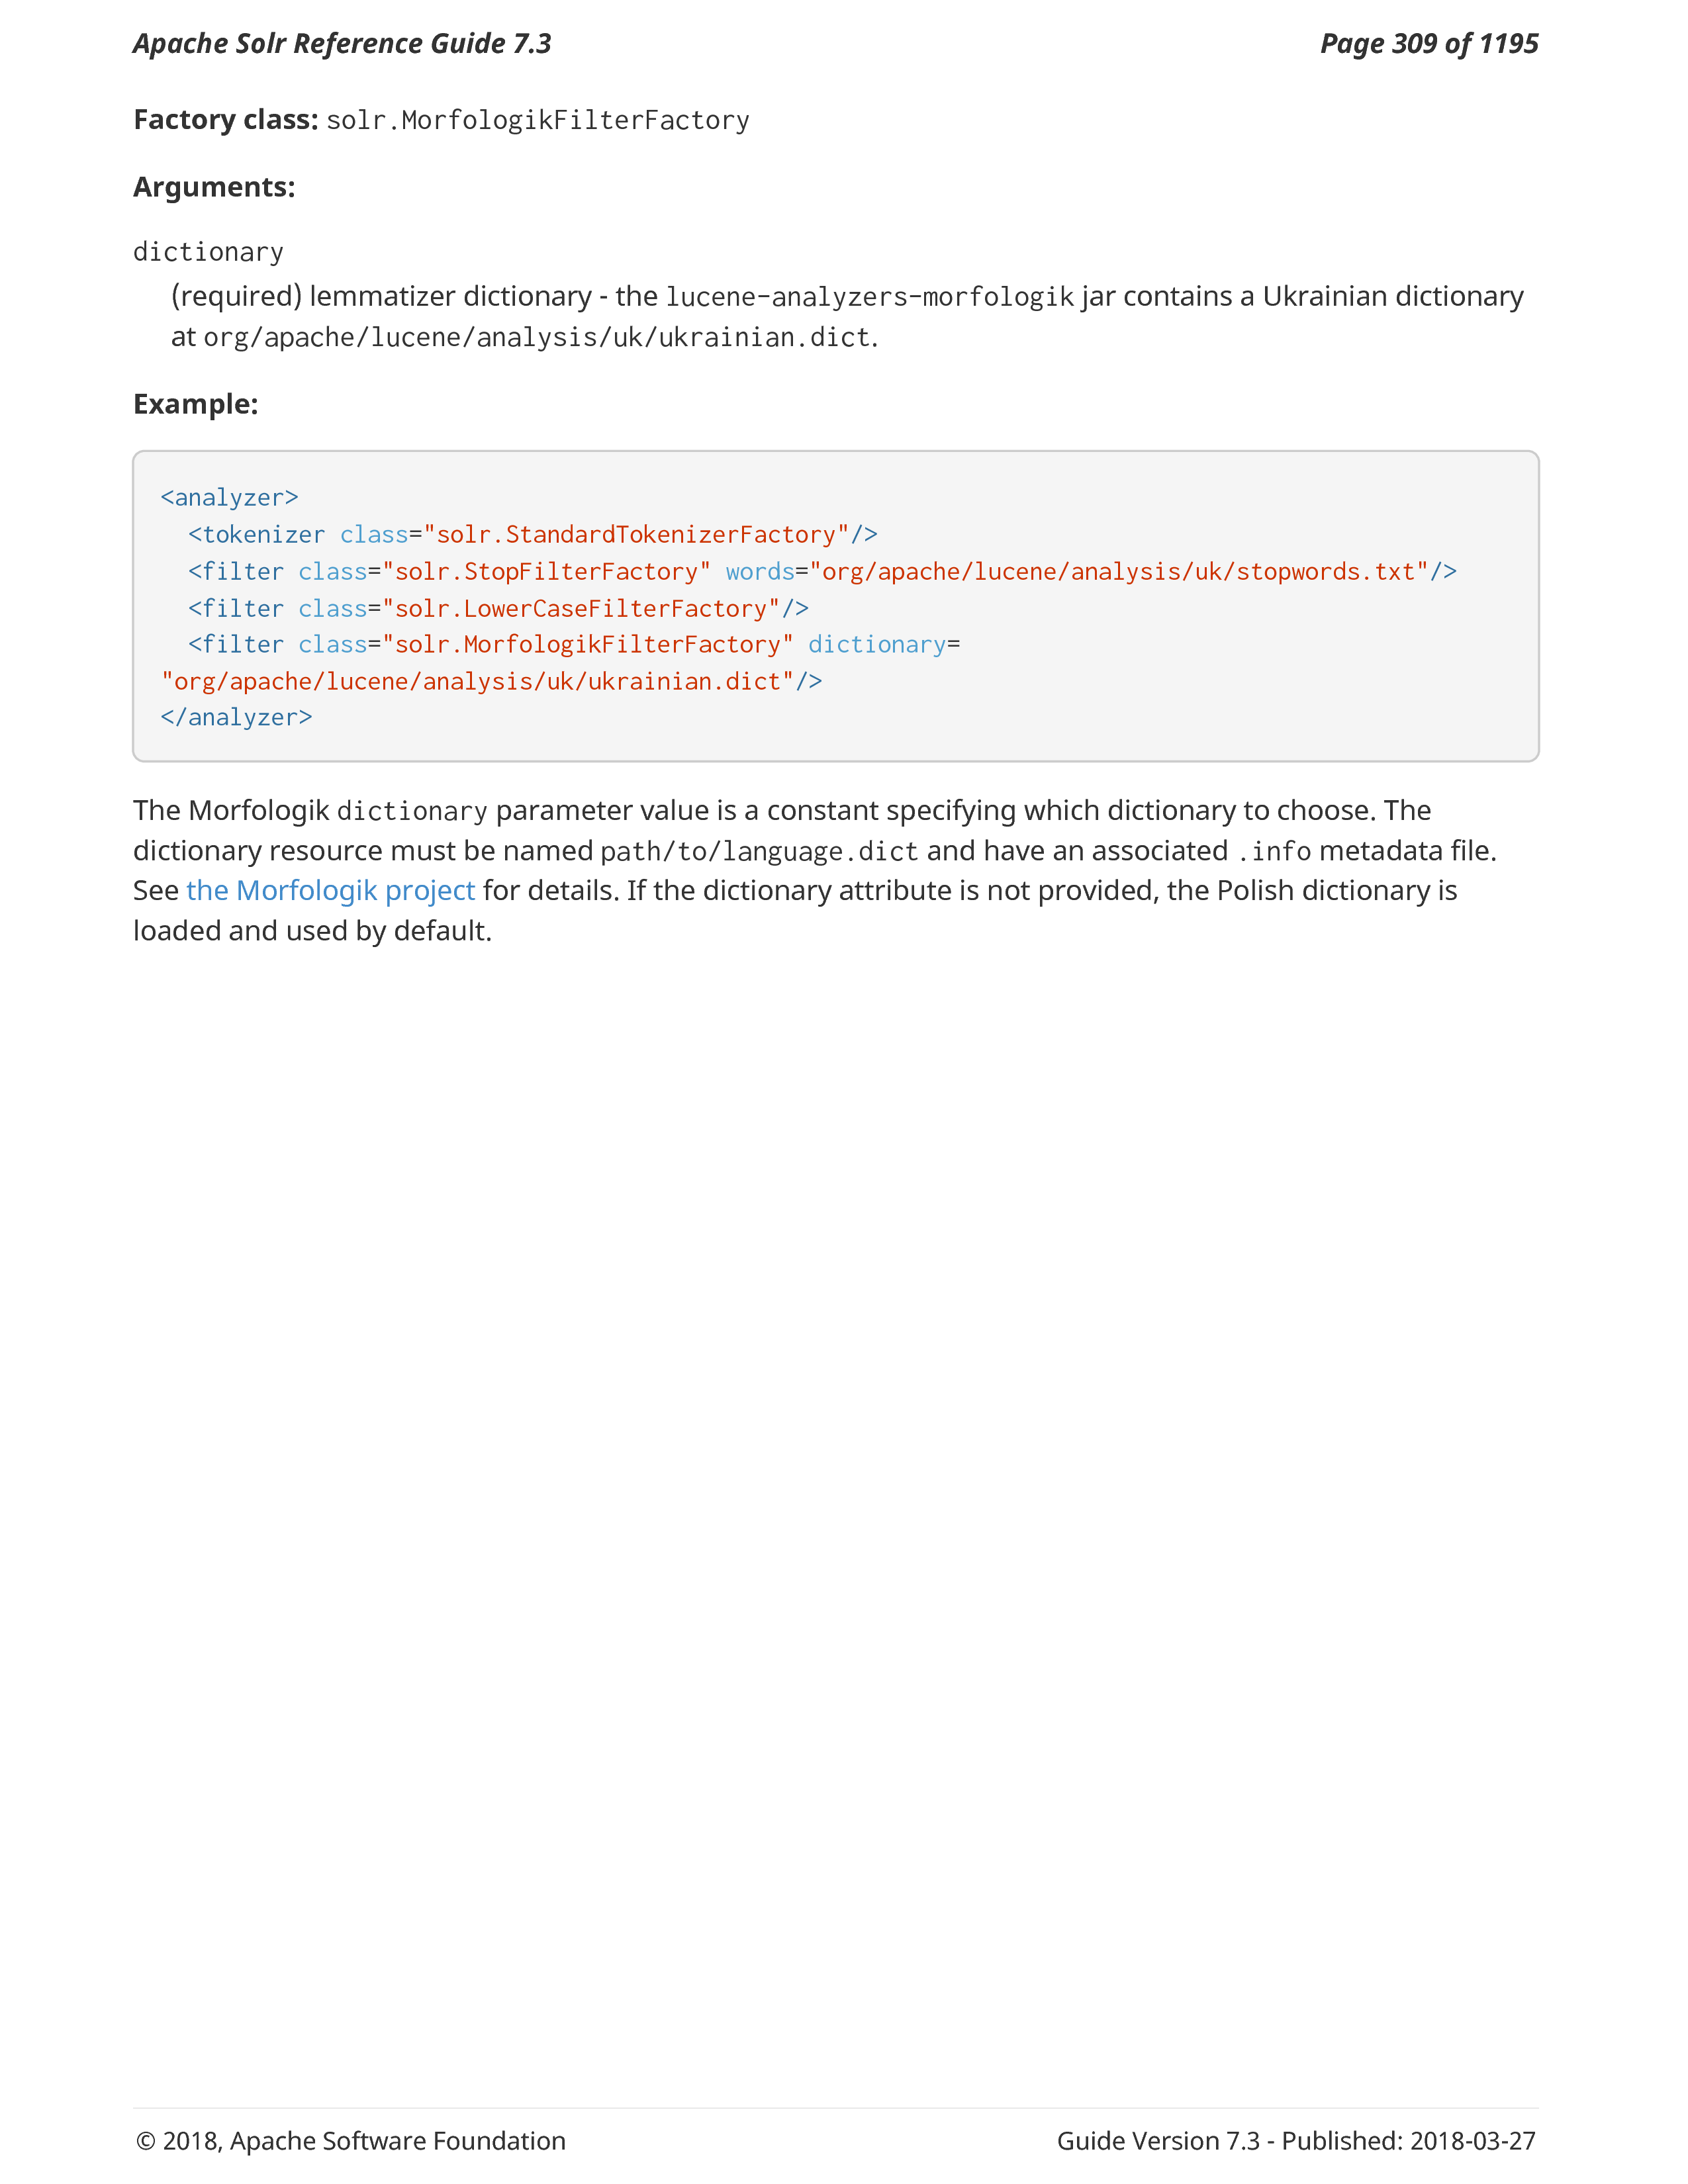 Apache Solr Reference Guide 7.3 Page 309 of 1195
Factory class: solr.MorfologikFilterFactory
Arguments:
dictionary
(required) lemmatizer dictionary - the lucene-analyzers-morfologik jar contains a Ukrainian dictionary
at org/apache/lucene/analysis/uk/ukrainian.dict.
Example:
<analyzer>
  <tokenizer class="solr.StandardTokenizerFactory"/>
  <filter class="solr.StopFilterFactory" words="org/apache/lucene/analysis/uk/stopwords.txt"/>
  <filter class="solr.LowerCaseFilterFactory"/>
  <filter class="solr.MorfologikFilterFactory" dictionary=
"org/apache/lucene/analysis/uk/ukrainian.dict"/>
</analyzer>
The Morfologik dictionary parameter value is a constant specifying which dictionary to choose. The
dictionary resource must be named path/to/language.dict and have an associated .info metadata file.
See the Morfologik project for details. If the dictionary attribute is not provided, the Polish dictionary is
loaded and used by default.
© 2018, Apache Software Foundation Guide Version 7.3 - Published: 2018-03-27